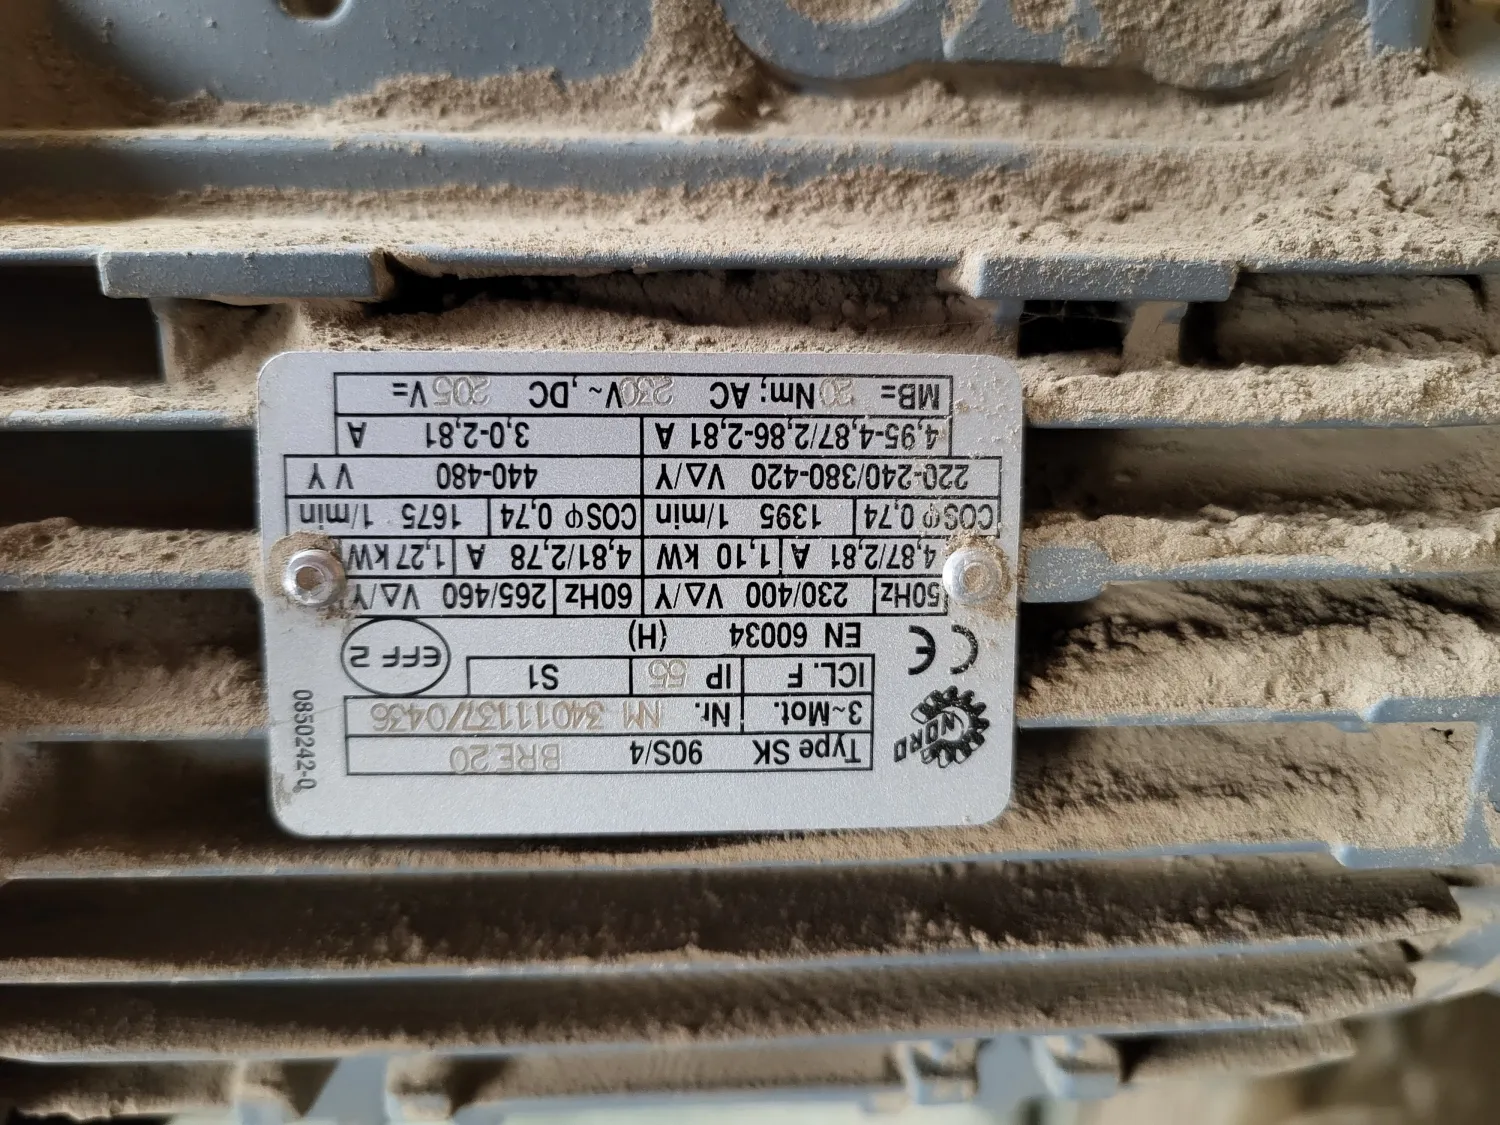 NORD
Type SK 90S/4 BRE20
3~Mot. Nr. NM 34011137/0436
ICL. F IP 55 S1
CE EN 60034 (H) EFF 2
50Hz 230/400 VΔ/Y 60Hz 265/460 VΔ/Y
4,87/2,81 A 1,10 kW 4,81/2,78 A 1,27 kW
COSφ 0,74 1395 1/min COSφ 0,74 1675 1/min
220-240/380-420 VΔ/Y 440-480 V Y
4,95-4,87/2,86-2,81 A 3,0-2,81 A
MB= 20 Nm; AC 230V~, DC 205V=
0850242-0